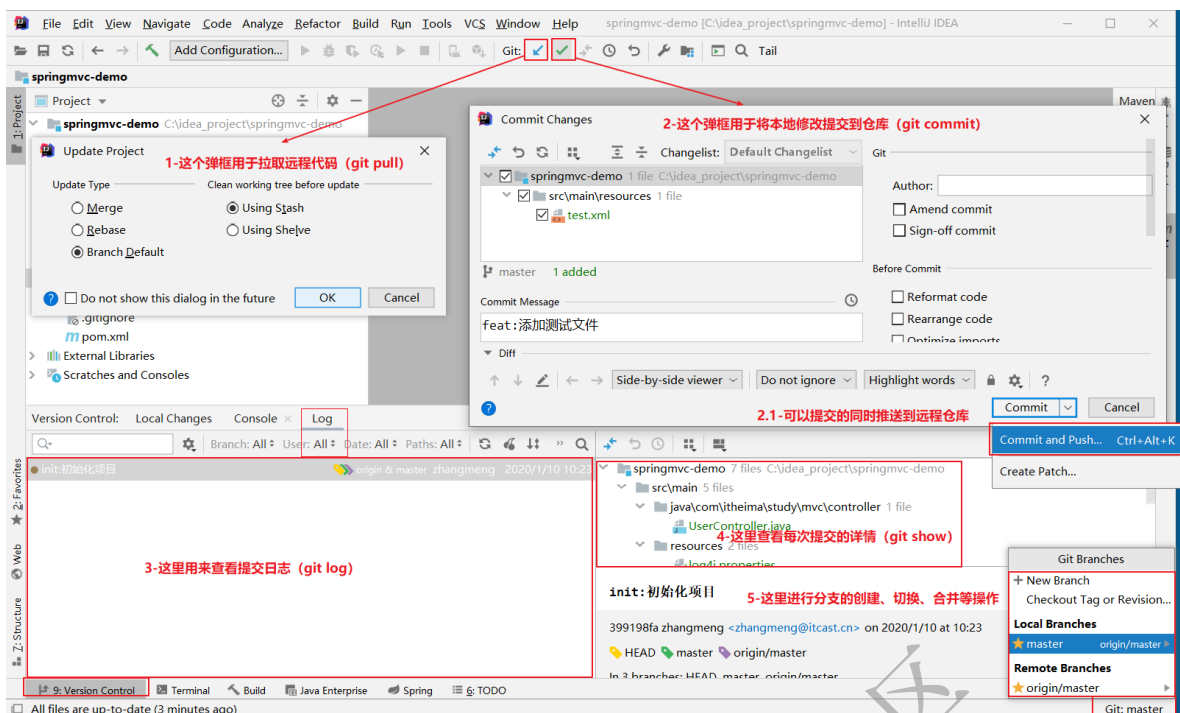 File Edit View Navigate Code Analyze Refactor Build Run Tools VCS Window Help springmvc-demo [C:\idea_project\springmvc-demo] - IntelliJ IDEA
Add Configuration... Git: Tail
springmvc-demo
1: Project
Project
Maven
springmvc-demo C:\idea_project\springmvc-demo
Update Project
1-这个弹框用于拉取远程代码（git pull）
Update Type Clean working tree before update
Merge Using Stash
Rebase Using Shelve
Branch Default
Do not show this dialog in the future OK Cancel
.gitignore
pom.xml
External Libraries
Scratches and Consoles
Commit Changes
2-这个弹框用于将本地修改提交到仓库（git commit）
Changelist: Default Changelist Git
springmvc-demo 1 file C:\idea_project\springmvc-demo
src\main\resources 1 file
test.xml
Author:
Amend commit
Sign-off commit
master 1 added
Before Commit
Commit Message
Reformat code
feat:添加测试文件
Rearrange code
Optimize imports
Diff
Side-by-side viewer Do not ignore Highlight words
2.1-可以提交的同时推送到远程仓库
Commit Cancel
Commit and Push... Ctrl+Alt+K
Create Patch...
Version Control: Local Changes Console Log
Branch: All User: All Date: All Paths: All
init:初始化项目 origin & master zhangmeng 2020/1/10 10:23
3-这里用来查看提交日志（git log）
springmvc-demo 7 files C:\idea_project\springmvc-demo
src\main 5 files
java\com\itheima\study\mvc\controller 1 file
UserController.java
4-这里查看每次提交的详情（git show）
resources 2 files
log4j.properties
init:初始化项目
5-这里进行分支的创建、切换、合并等操作
399198fa zhangmeng <zhangmeng@itcast.cn> on 2020/1/10 at 10:23
HEAD master origin/master
In 3 branches: HEAD, master, origin/master
Git Branches
New Branch
Checkout Tag or Revision...
Local Branches
master origin/master
Remote Branches
origin/master
2: Favorites
Web
7: Structure
9: Version Control Terminal Build Java Enterprise Spring 6: TODO
All files are up-to-date (3 minutes ago) Git: master